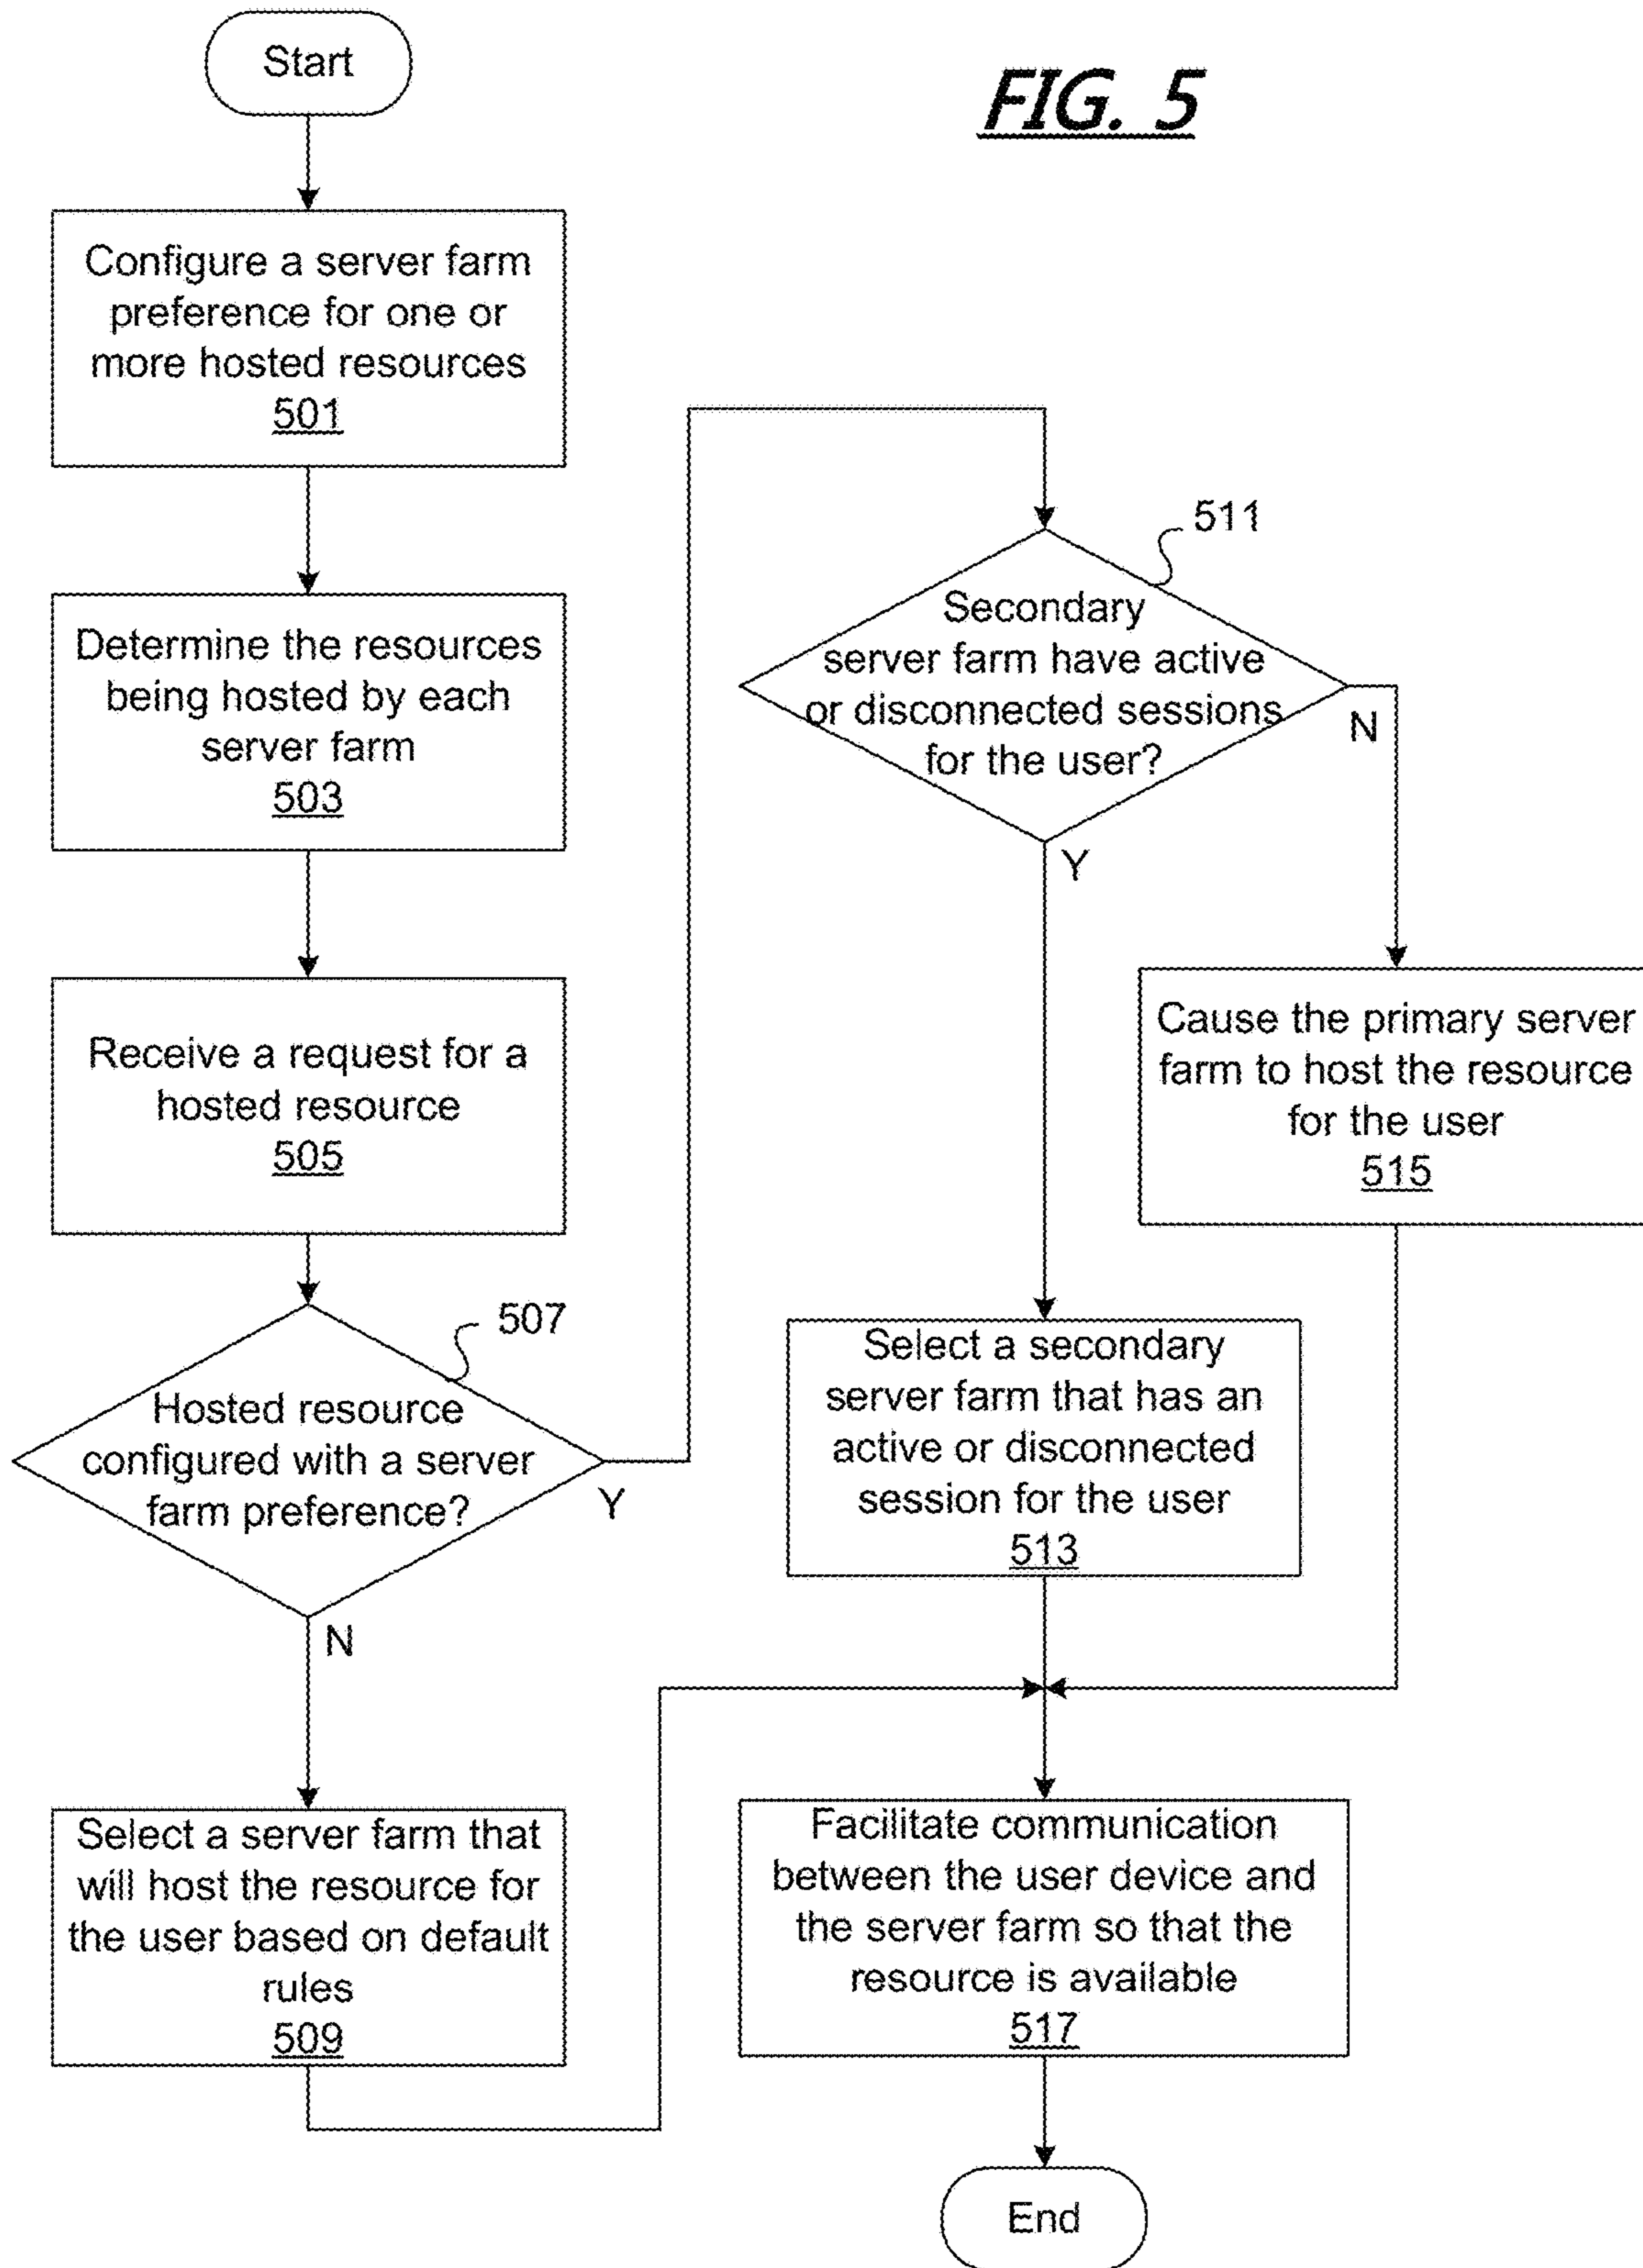 Start
FIG. 5
Configure a server farm
preference for one or
more hosted resources
501
Determine the resources
being hosted by each
server farm
503
Receive a request for a
hosted resource
505
507
Hosted resource
configured with a server
farm preference?
Y
N
Select a server farm that
will host the resource for
the user based on default
rules
509
511
Secondary
server farm have active
or disconnected sessions
for the user?
N
Y
Cause the primary server
farm to host the resource
for the user
515
Select a secondary
server farm that has an
active or disconnected
session for the user
513
Facilitate communication
between the user device and
the server farm so that the
resource is available
517
End